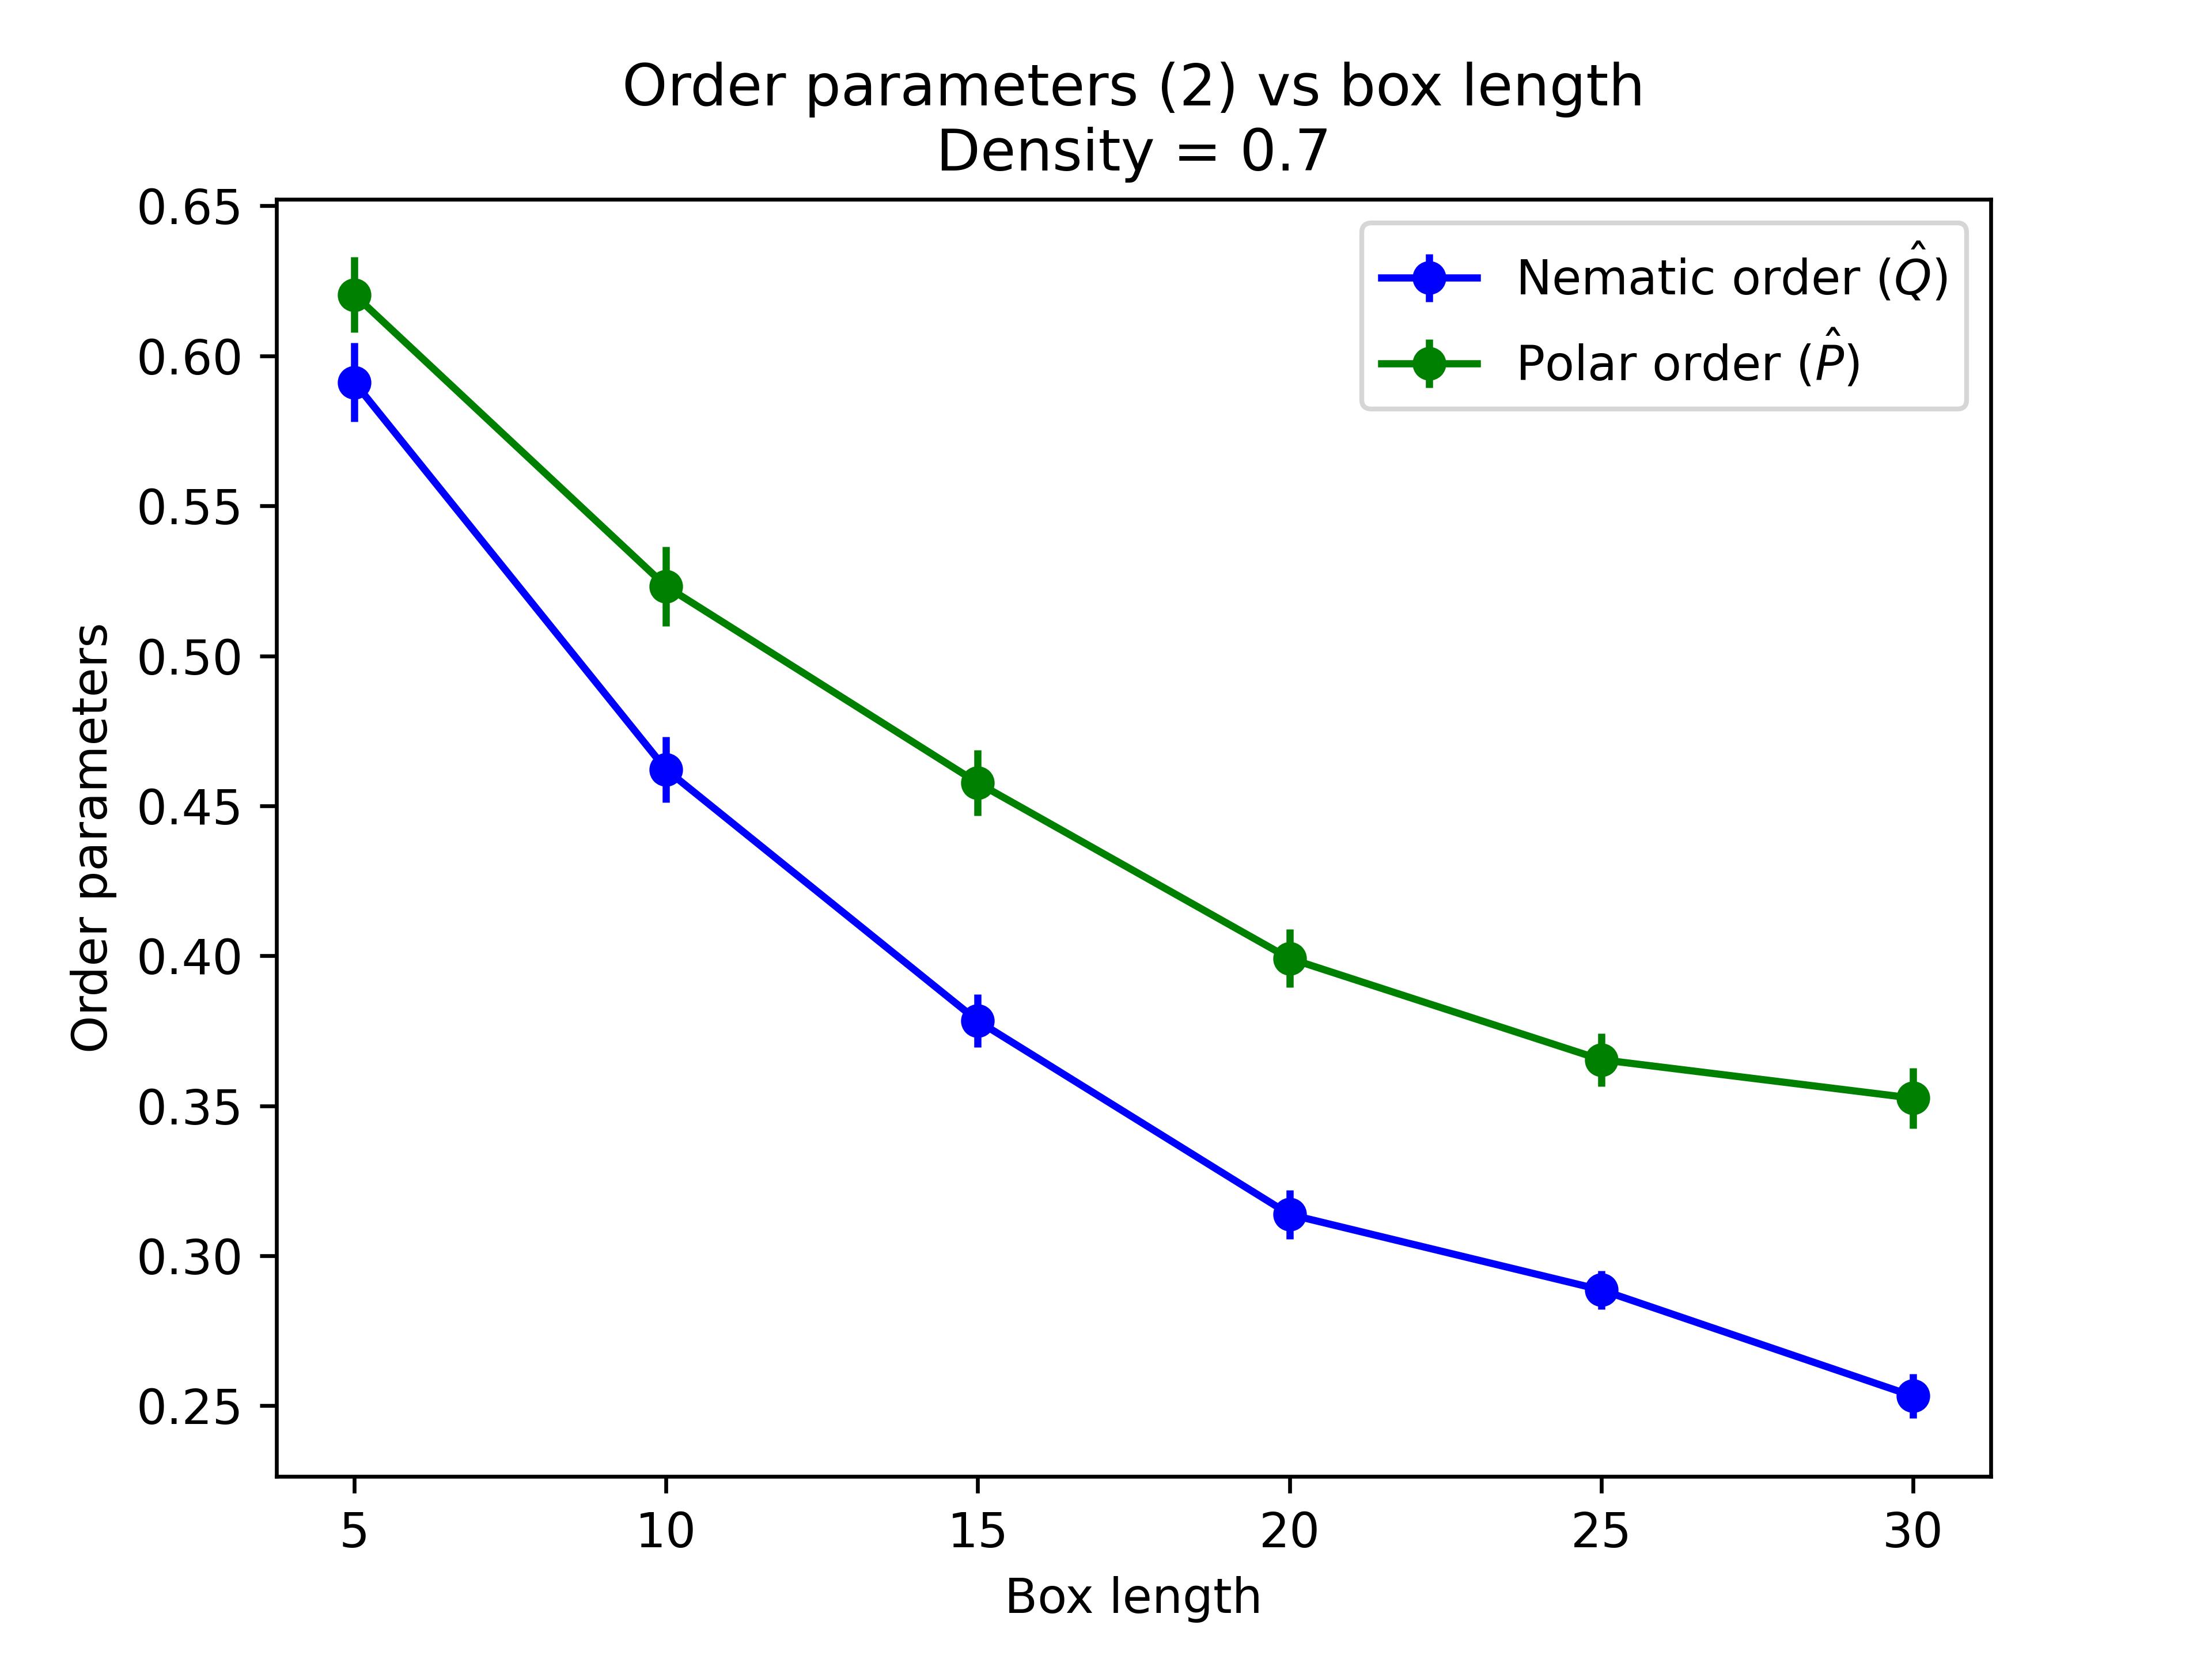 Order parameters (2) vs box length
Density = 0.7
0.65
0.60
0.55
0.50
0.45
0.40
0.35
0.30
0.25
Order parameters
Nematic order (Q̂)
Polar order (P̂)
5 10 15 20 25 30
Box length